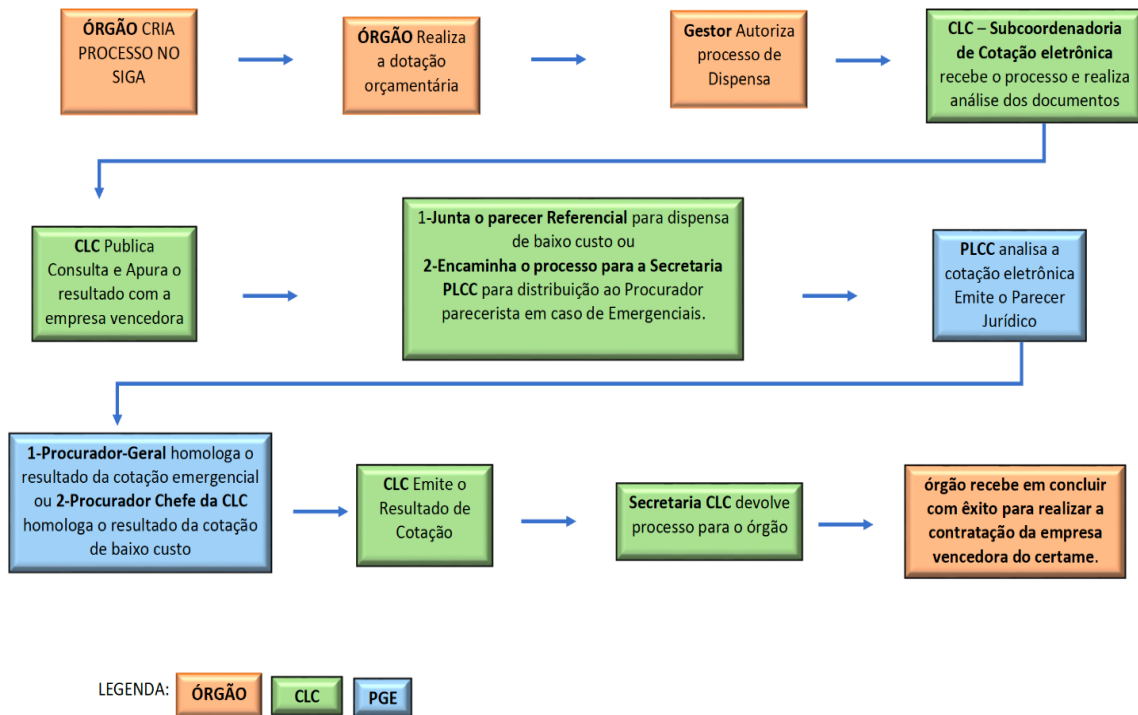 ÓRGÃO CRIA
PROCESSO NO
SIGA
ÓRGÃO Realiza
a dotação
orçamentária
Gestor Autoriza
processo de
Dispensa
CLC – Subcoordenadoria
de Cotação eletrônica
recebe o processo e realiza
análise dos documentos
CLC Publica
Consulta e Apura o
resultado com a
empresa vencedora
1-Junta o parecer Referencial para dispensa
de baixo custo ou
2-Encaminha o processo para a Secretaria
PLCC para distribuição ao Procurador
parecerista em caso de Emergenciais.
PLCC analisa a
cotação eletrônica
Emite o Parecer
Jurídico
1-Procurador-Geral homologa o
resultado da cotação emergencial
ou 2-Procurador Chefe da CLC
homologa o resultado da cotação
de baixo custo
CLC Emite o
Resultado de
Cotação
Secretaria CLC devolve
processo para o órgão
órgão recebe em concluir
com êxito para realizar a
contratação da empresa
vencedora do certame.
LEGENDA: ÓRGÃO CLC PGE